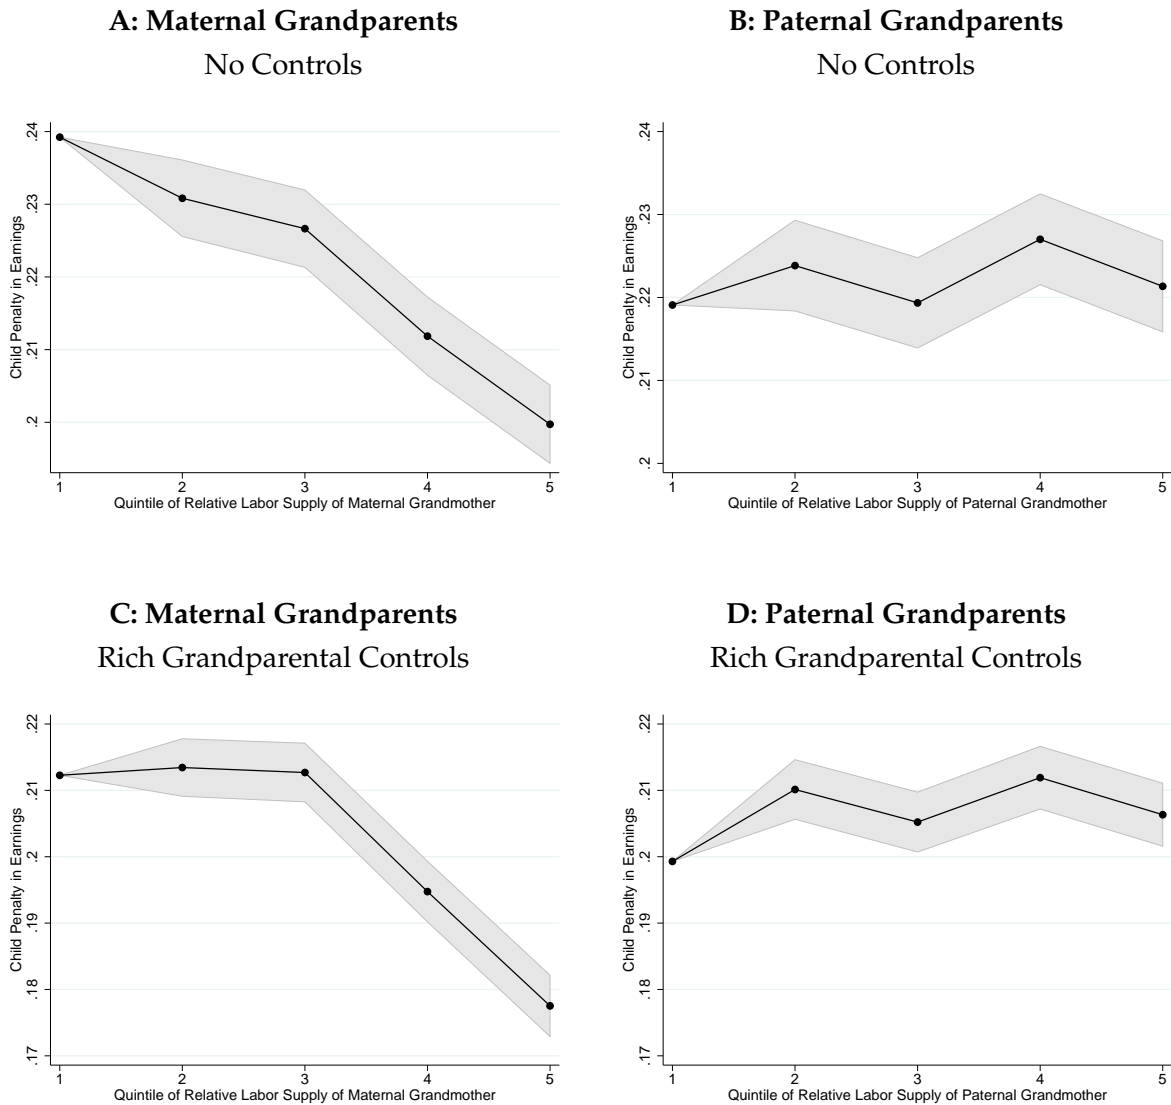 A: Maternal Grandparents
No Controls
.24
.23
.22
.21
.2
Child Penalty in Earnings
1 2 3 4 5
Quintile of Relative Labor Supply of Maternal Grandmother
B: Paternal Grandparents
No Controls
.24
.23
.22
.21
.2
Child Penalty in Earnings
1 2 3 4 5
Quintile of Relative Labor Supply of Paternal Grandmother
C: Maternal Grandparents
Rich Grandparental Controls
.22
.21
.2
.19
.18
.17
Child Penalty in Earnings
1 2 3 4 5
Quintile of Relative Labor Supply of Maternal Grandmother
D: Paternal Grandparents
Rich Grandparental Controls
.22
.21
.2
.19
.18
.17
Child Penalty in Earnings
1 2 3 4 5
Quintile of Relative Labor Supply of Paternal Grandmother